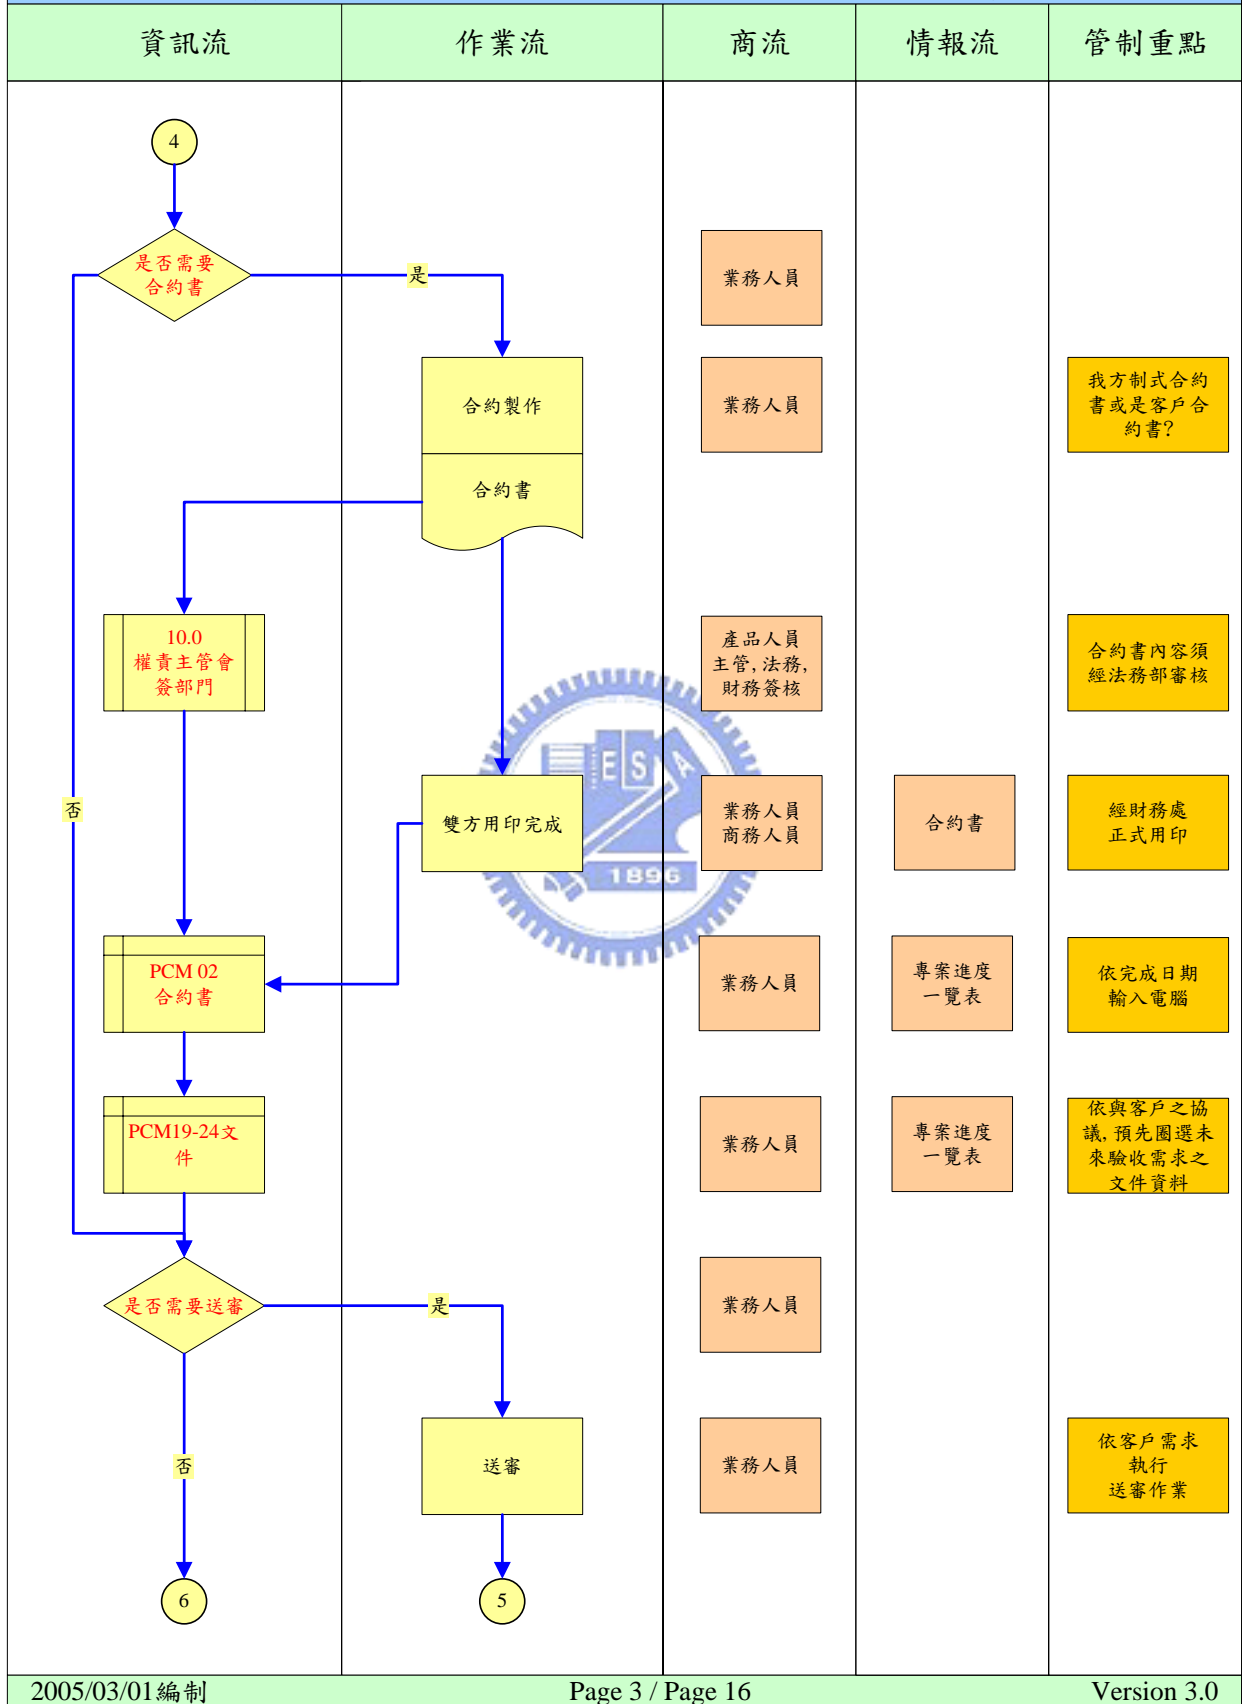 資訊流
作業流
商流
情報流
管制重點
4
是否需要
合約書
是
業務人員
合約製作
業務人員
我方制式合約
書或是客戶合
約書?
合約書
10.0
權責主管會
簽部門
產品人員
主管,法務,
財務簽核
合約書內容須
經法務部審核
E S A
否
雙方用印完成
業務人員
商務人員
合約書
經財務處
正式用印
1896
PCM 02
合約書
業務人員
專案進度
一覽表
依完成日期
輸入電腦
PCM19-24文
件
業務人員
專案進度
一覽表
依與客戶之協
議,預先圈選未
來驗收需求之
文件資料
是否需要送審
是
業務人員
否
送審
業務人員
依客戶需求
執行
送審作業
6
5
2005/03/01編制
Page 3 / Page 16
Version 3.0